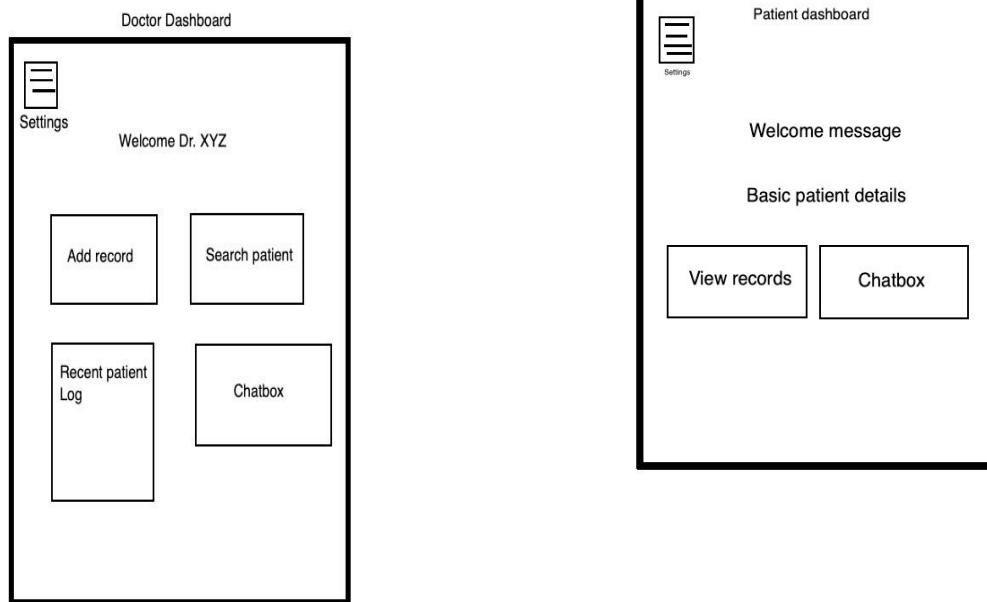 Doctor Dashboard
Settings
Welcome Dr. XYZ
Add record
Search patient
Recent patient
Log
Chatbox
Patient dashboard
Settings
Welcome message
Basic patient details
View records
Chatbox